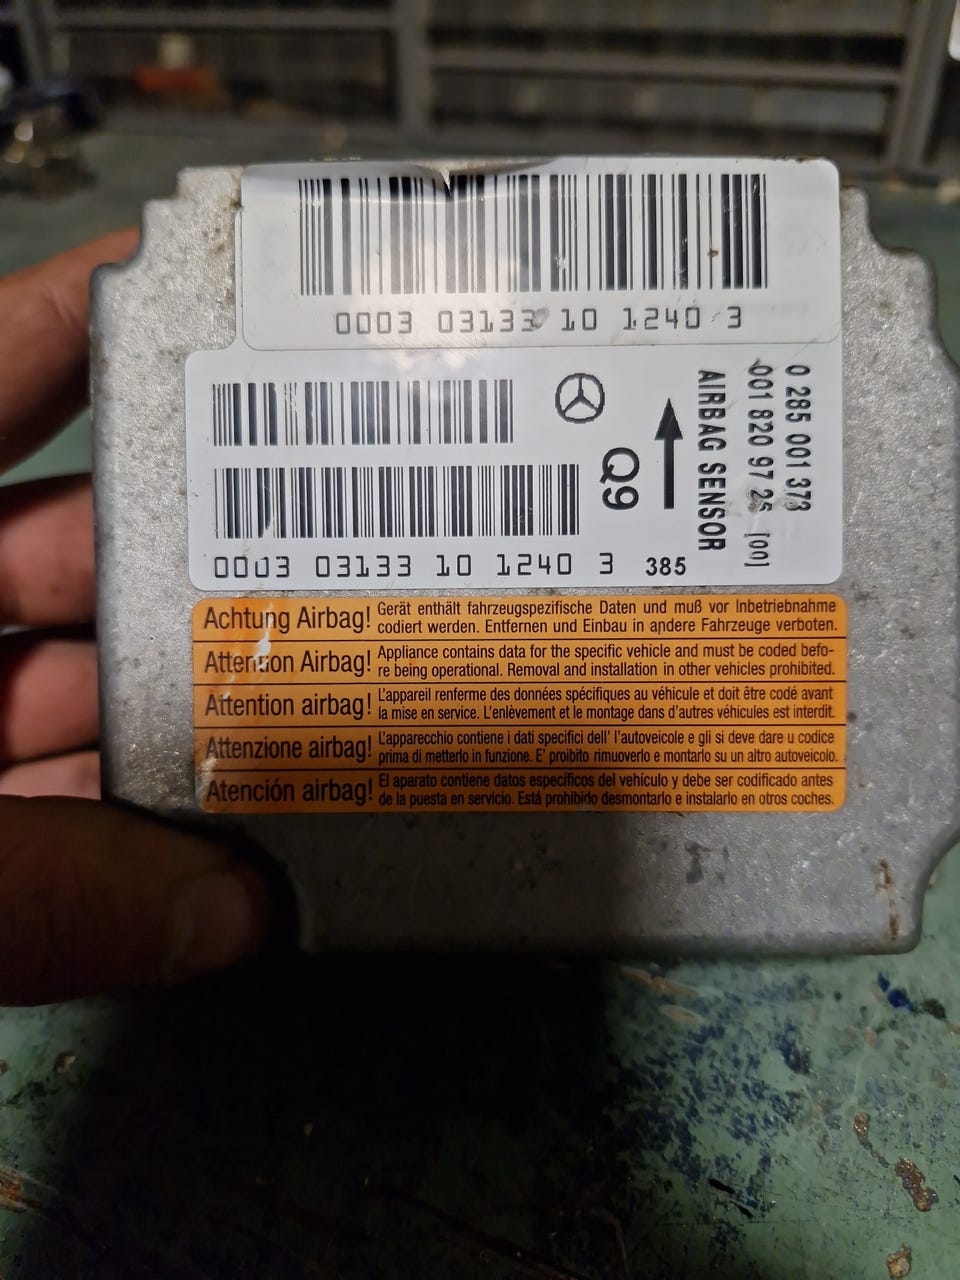 0003 03133 10 1240 3
0 285 001 373
001 820 97 26 [00]
AIRBAG SENSOR
Q9
0003 03133 10 1240 3
385
Achtung Airbag! Gerät enthält fahrzeugspezifische Daten und muß vor Inbetriebnahme
codiert werden. Entfernen und Einbau in andere Fahrzeuge verboten.
Attention Airbag! Appliance contains data for the specific vehicle and must be coded befo-
re being operational. Removal and installation in other vehicles prohibited.
Attention airbag! L'appareil renferme des données spécifiques au véhicule et doit être codé avant
la mise en service. L'enlèvement et le montage dans d'autres véhicules est interdit.
Attenzione airbag! L'apparecchio contiene i dati specifici dell' l'autoveicole e gli si deve dare u codice
prima di metterlo in funzione. E' proibito rimuoverlo e montarlo su un altro autoveicolo.
Atención airbag! El aparato contiene datos específicos del vehículo y debe ser codificado antes
de la puesta en servicio. Está prohibido desmontarlo e instalarlo en otros coches.